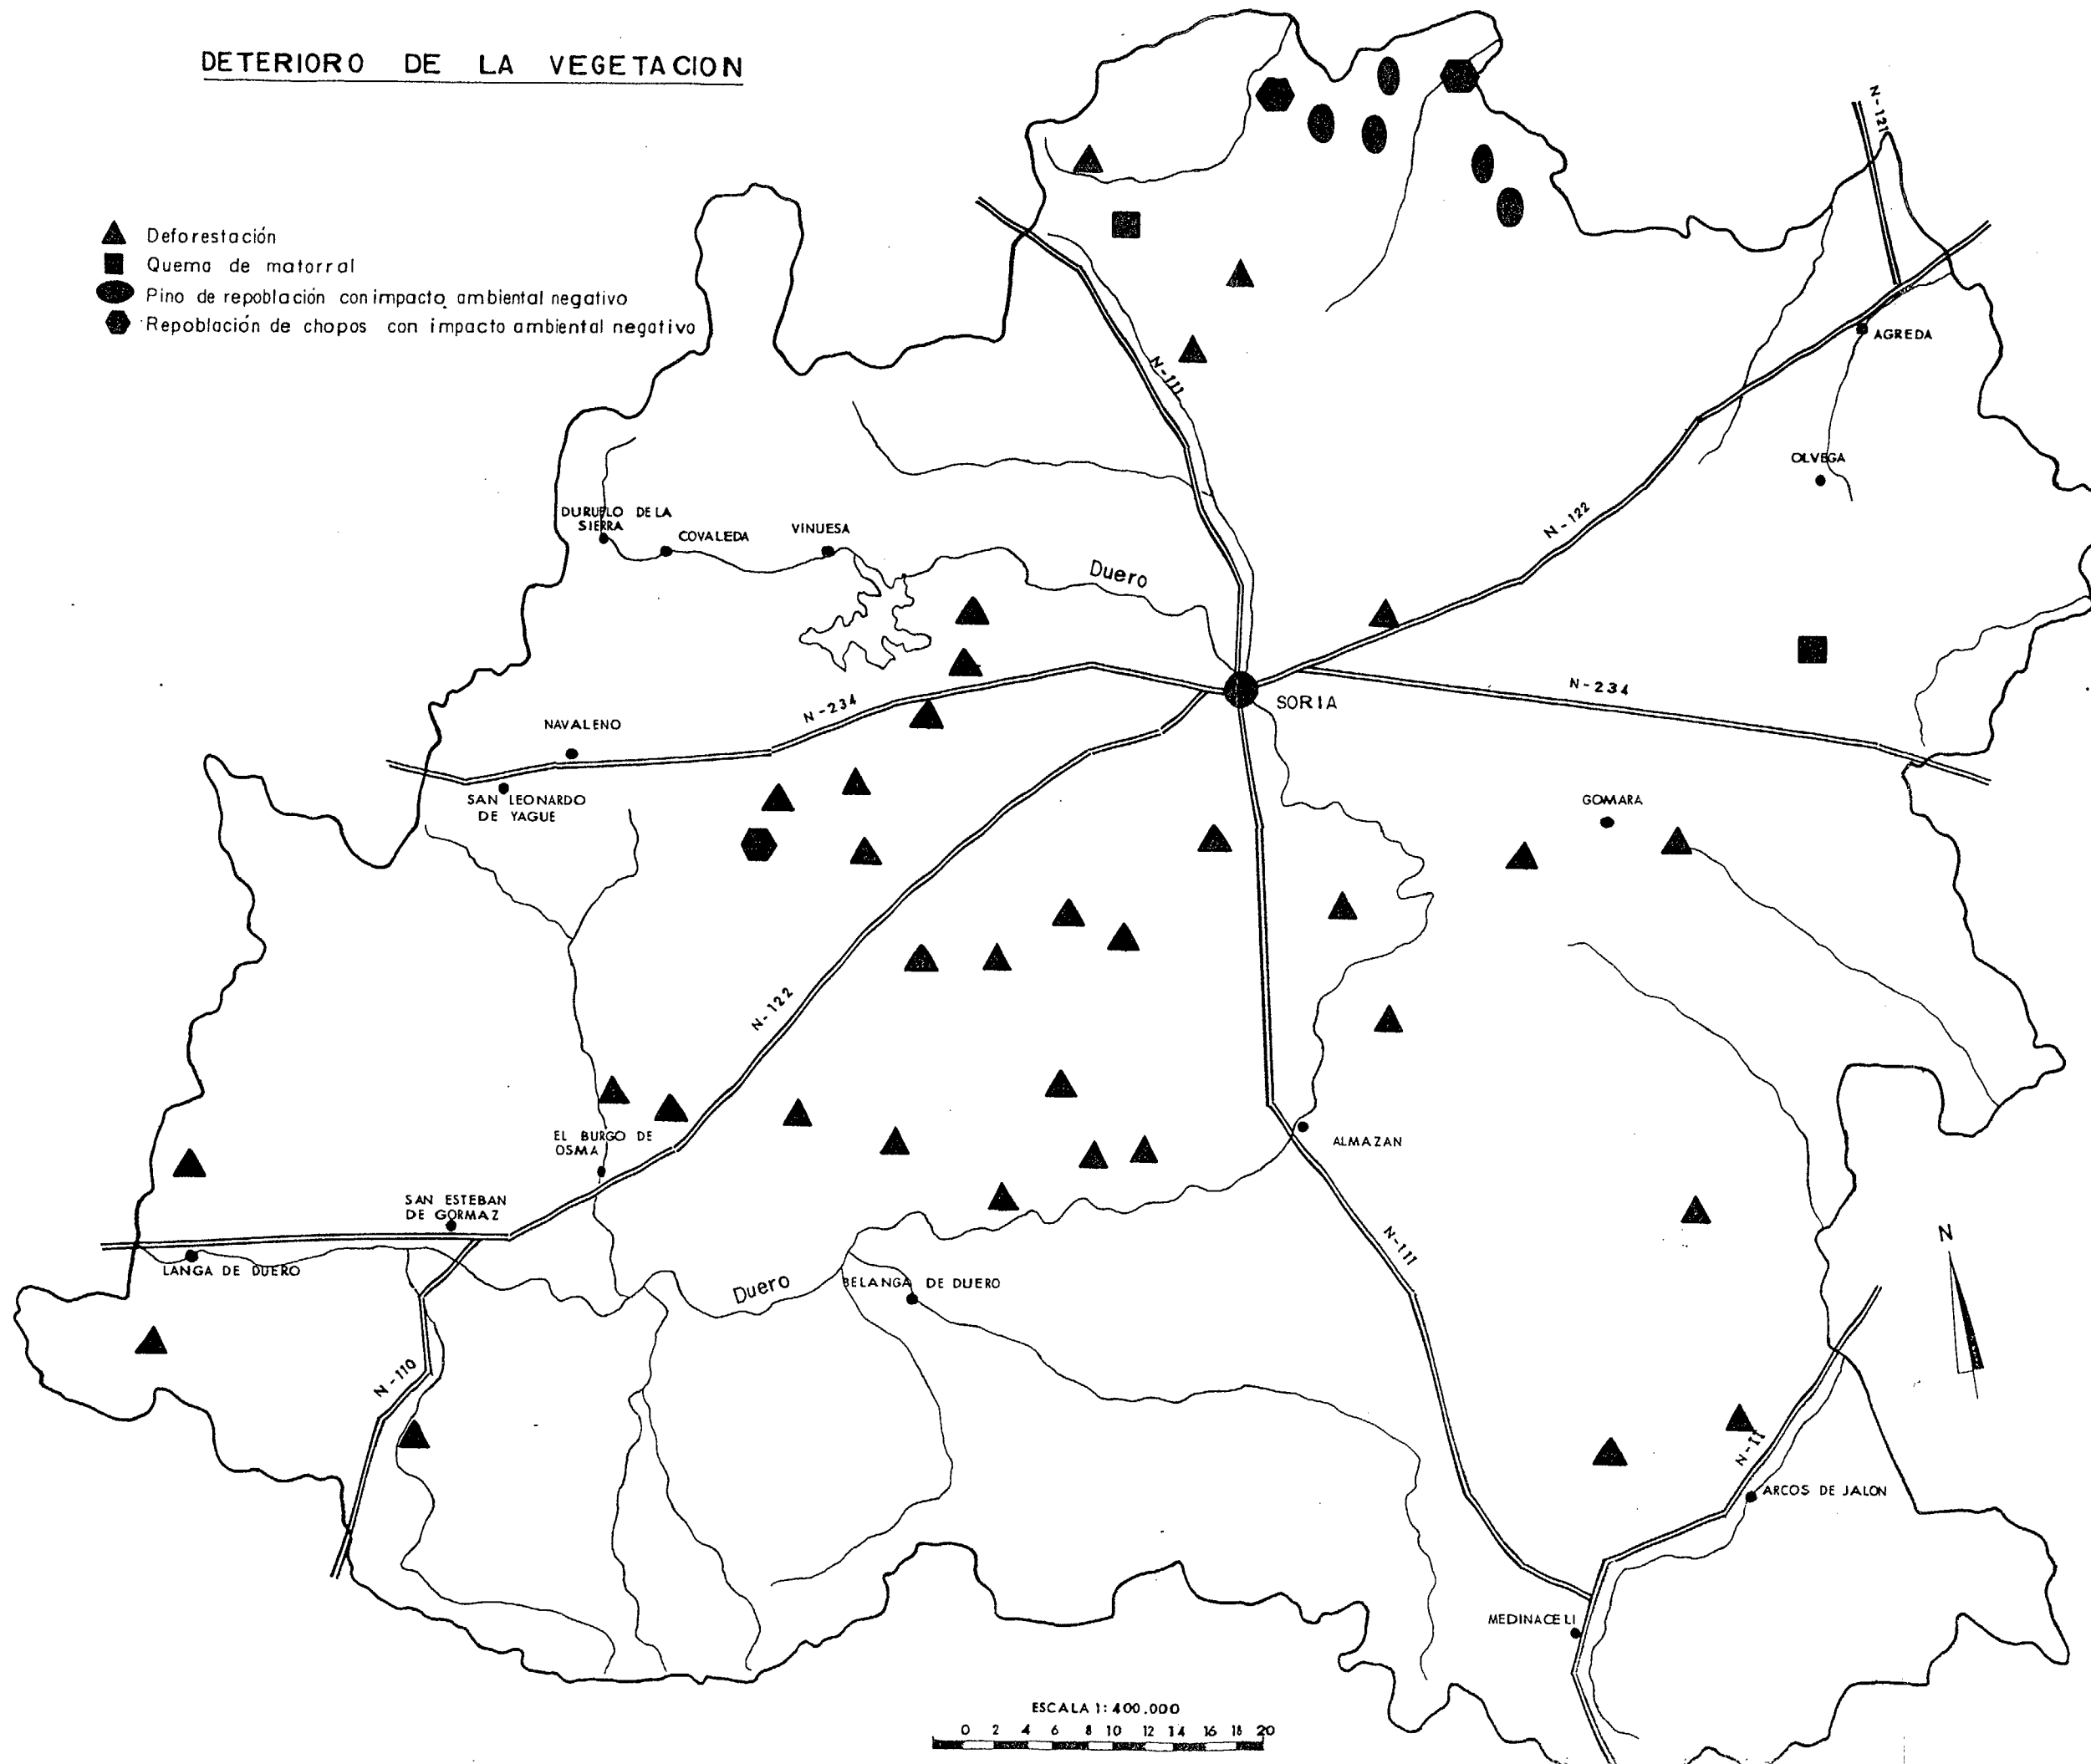 DETERIORO DE LA VEGETACION
Deforestación
Quema de matorral
Pino de repoblación con impacto ambiental negativo
Repoblación de chopos con impacto ambiental negativo
N-121
AGREDA
N-111
OLVEGA
DURUELO DE LA
SIERRA
COVALEDA
VINUESA
N-122
Duero
N-234
SORIA
N-234
NAVALENO
SAN LEONARDO
DE YAGUE
GOMARA
N-122
EL BURGO DE
OSMA
ALMAZAN
SAN ESTEBAN
DE GORMAZ
N-111
N
LANGA DE DUERO
Duero
BELANGA DE DUERO
N-110
N-II
ARCOS DE JALON
MEDINACELI
ESCALA 1:400.000
0 2 4 6 8 10 12 14 16 18 20